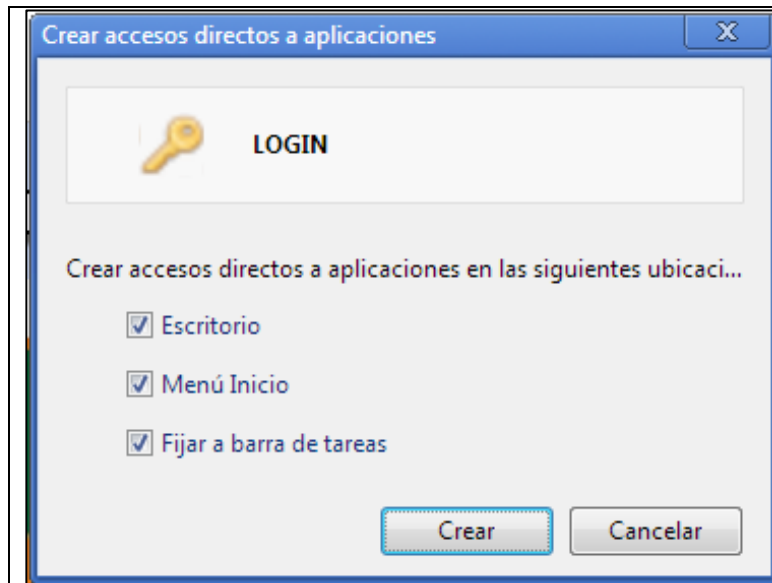 Crear accesos directos a aplicaciones
LOGIN
Crear accesos directos a aplicaciones en las siguientes ubicaci...
Escritorio
Menú Inicio
Fijar a barra de tareas
Crear
Cancelar